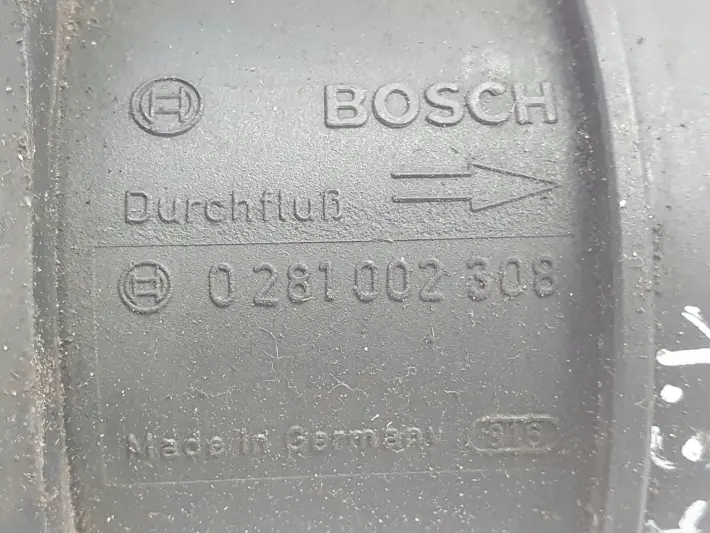 BOSCH
Durchfluß
0 281 002 308
Made in Germany